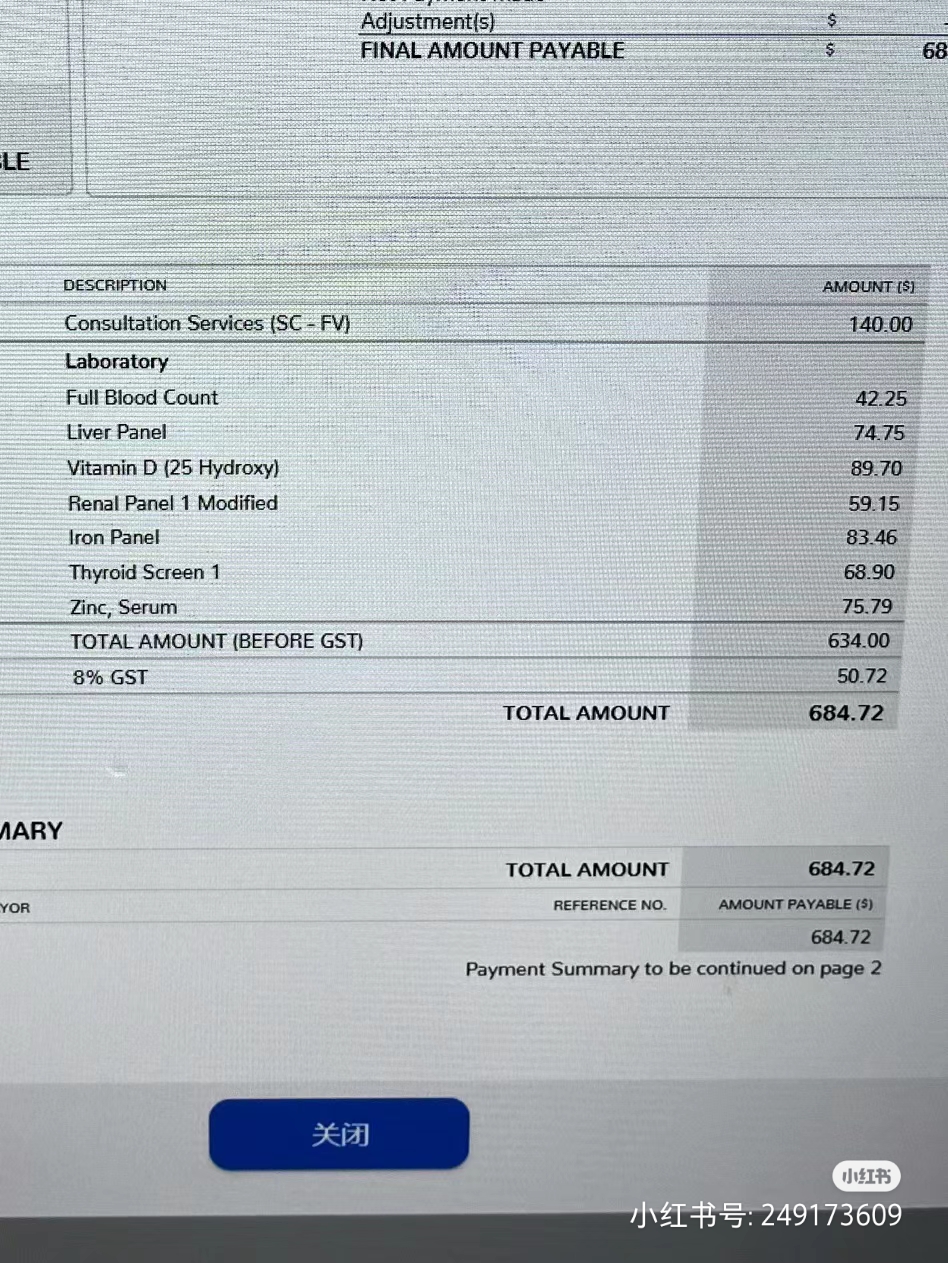 Adjustment(s) $
FINAL AMOUNT PAYABLE $ 68
LE
DESCRIPTION AMOUNT ($)
Consultation Services (SC - FV) 140.00
Laboratory
Full Blood Count 42.25
Liver Panel 74.75
Vitamin D (25 Hydroxy) 89.70
Renal Panel 1 Modified 59.15
Iron Panel 83.46
Thyroid Screen 1 68.90
Zinc, Serum 75.79
TOTAL AMOUNT (BEFORE GST) 634.00
8% GST 50.72
TOTAL AMOUNT 684.72
MARY
TOTAL AMOUNT 684.72
YOR REFERENCE NO. AMOUNT PAYABLE ($)
684.72
Payment Summary to be continued on page 2
关闭
小红书
小红书号: 249173609